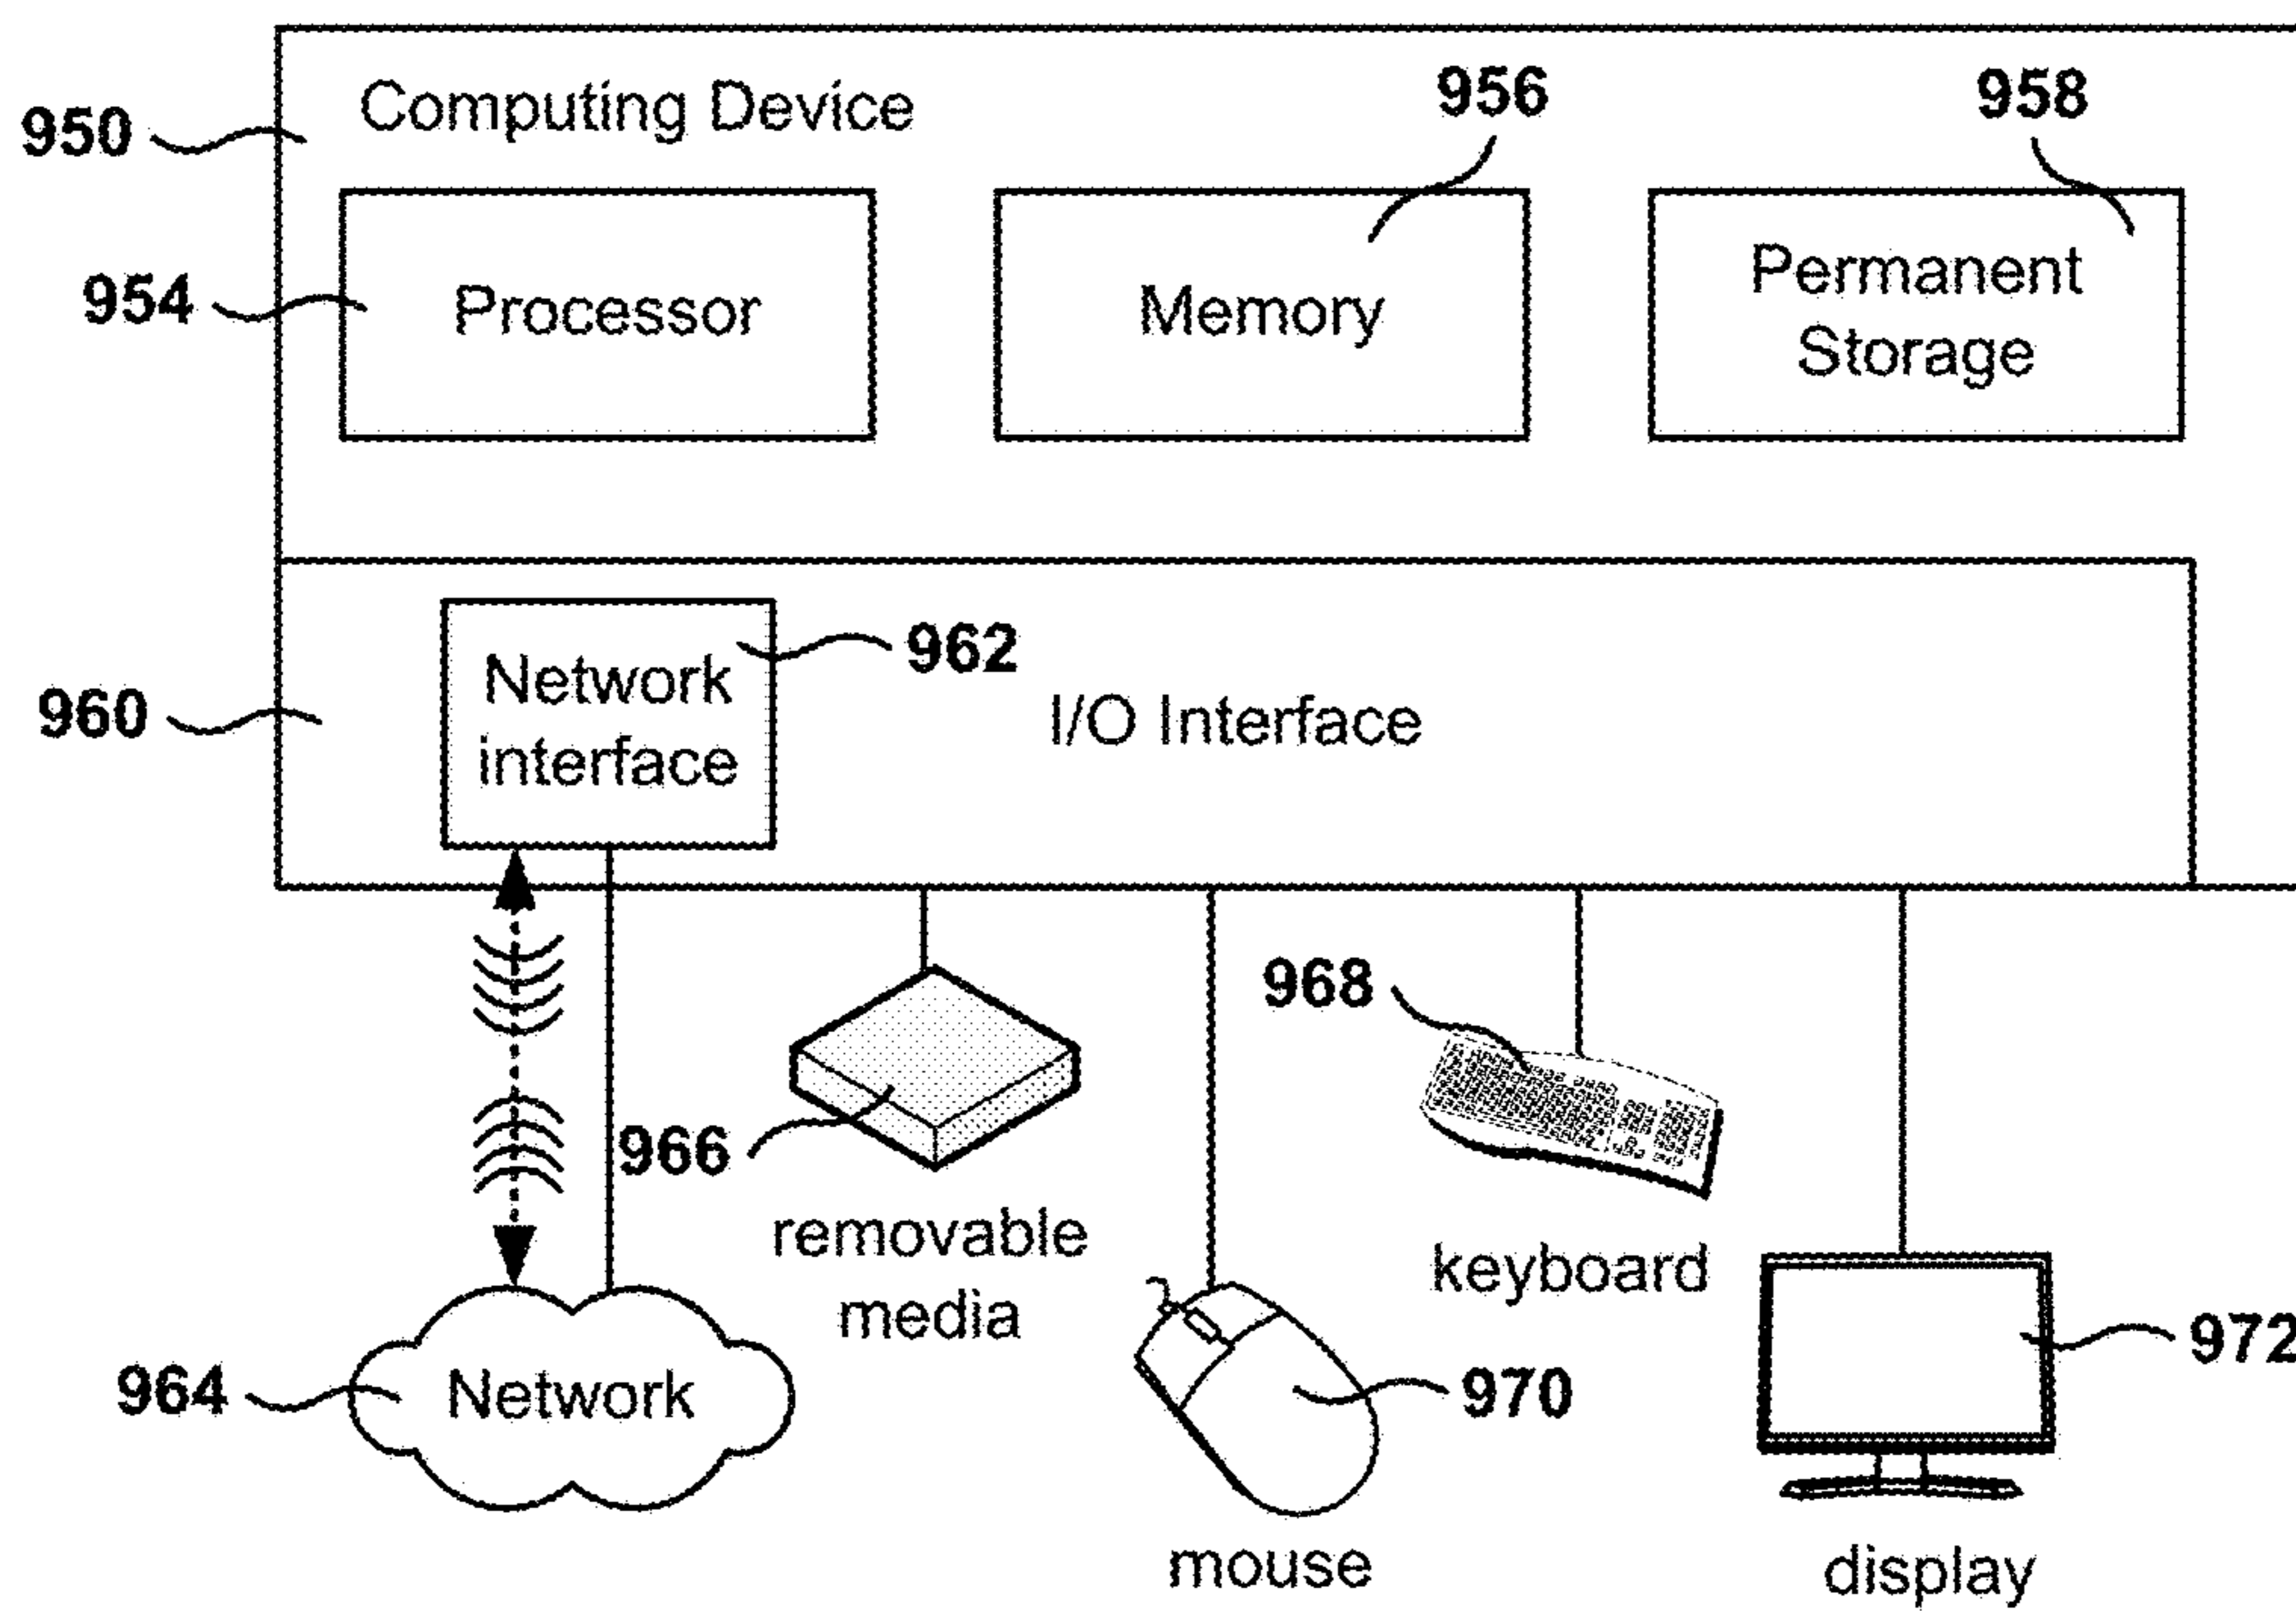 950
Computing Device
956
958
954
Processor
Memory
Permanent
Storage
960
Network
interface
962
I/O Interface
966
removable
media
968
keyboard
964
Network
970
mouse
972
display